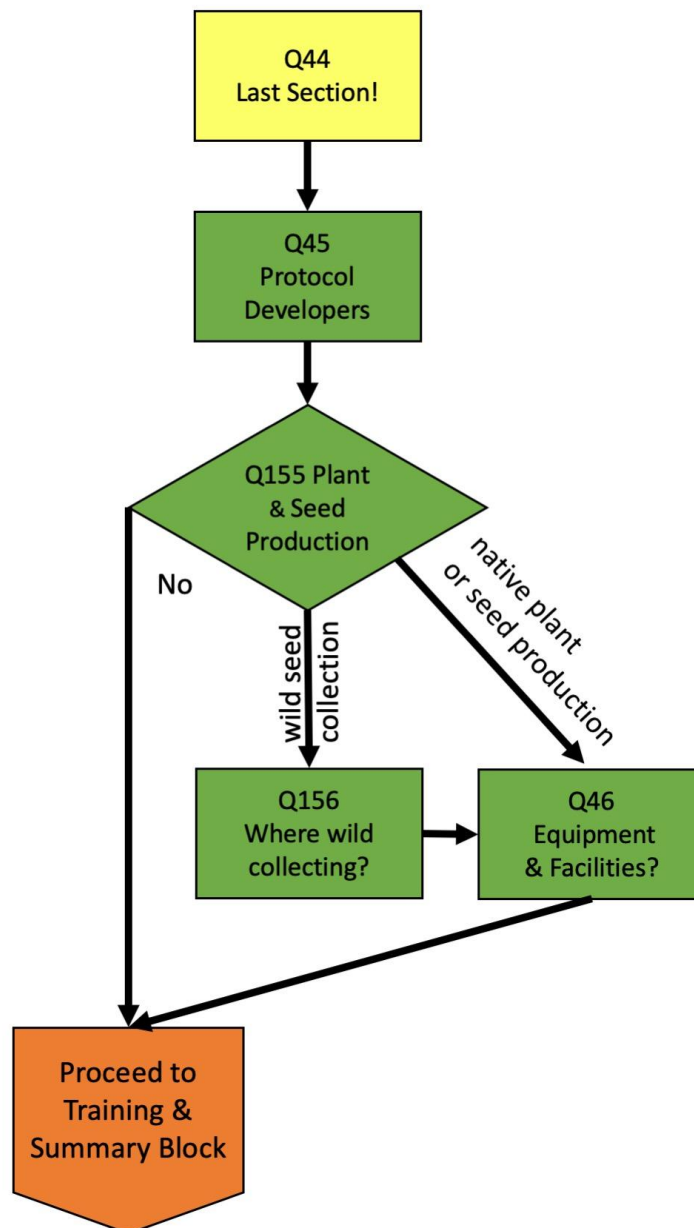 Q44
Last Section!
Q45
Protocol
Developers
Q155 Plant
& Seed
Production
No
wild seed
collection
native plant
or seed production
Q156
Where wild
collecting?
Q46
Equipment
& Facilities?
Proceed to
Training &
Summary Block